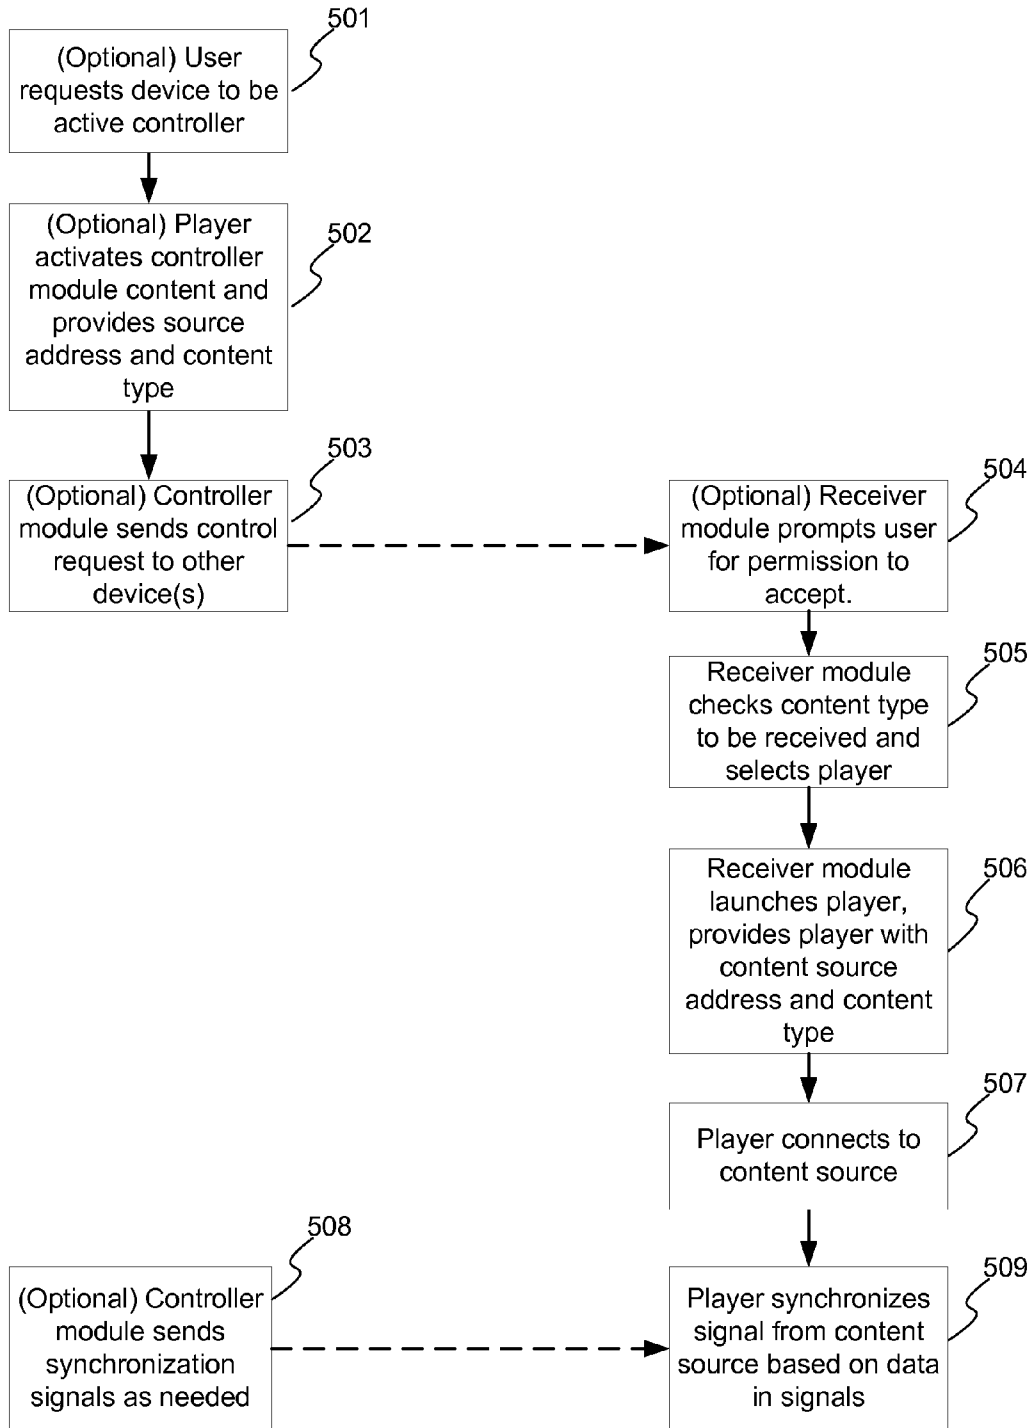 501
(Optional) User
requests device to be
active controller
502
(Optional) Player
activates controller
module content and
provides source
address and content
type
503
(Optional) Controller
module sends control
request to other
device(s)
504
(Optional) Receiver
module prompts user
for permission to
accept.
505
Receiver module
checks content type
to be received and
selects player
506
Receiver module
launches player,
provides player with
content source
address and content
type
507
Player connects to
content source
508
(Optional) Controller
module sends
synchronization
signals as needed
509
Player synchronizes
signal from content
source based on data
in signals